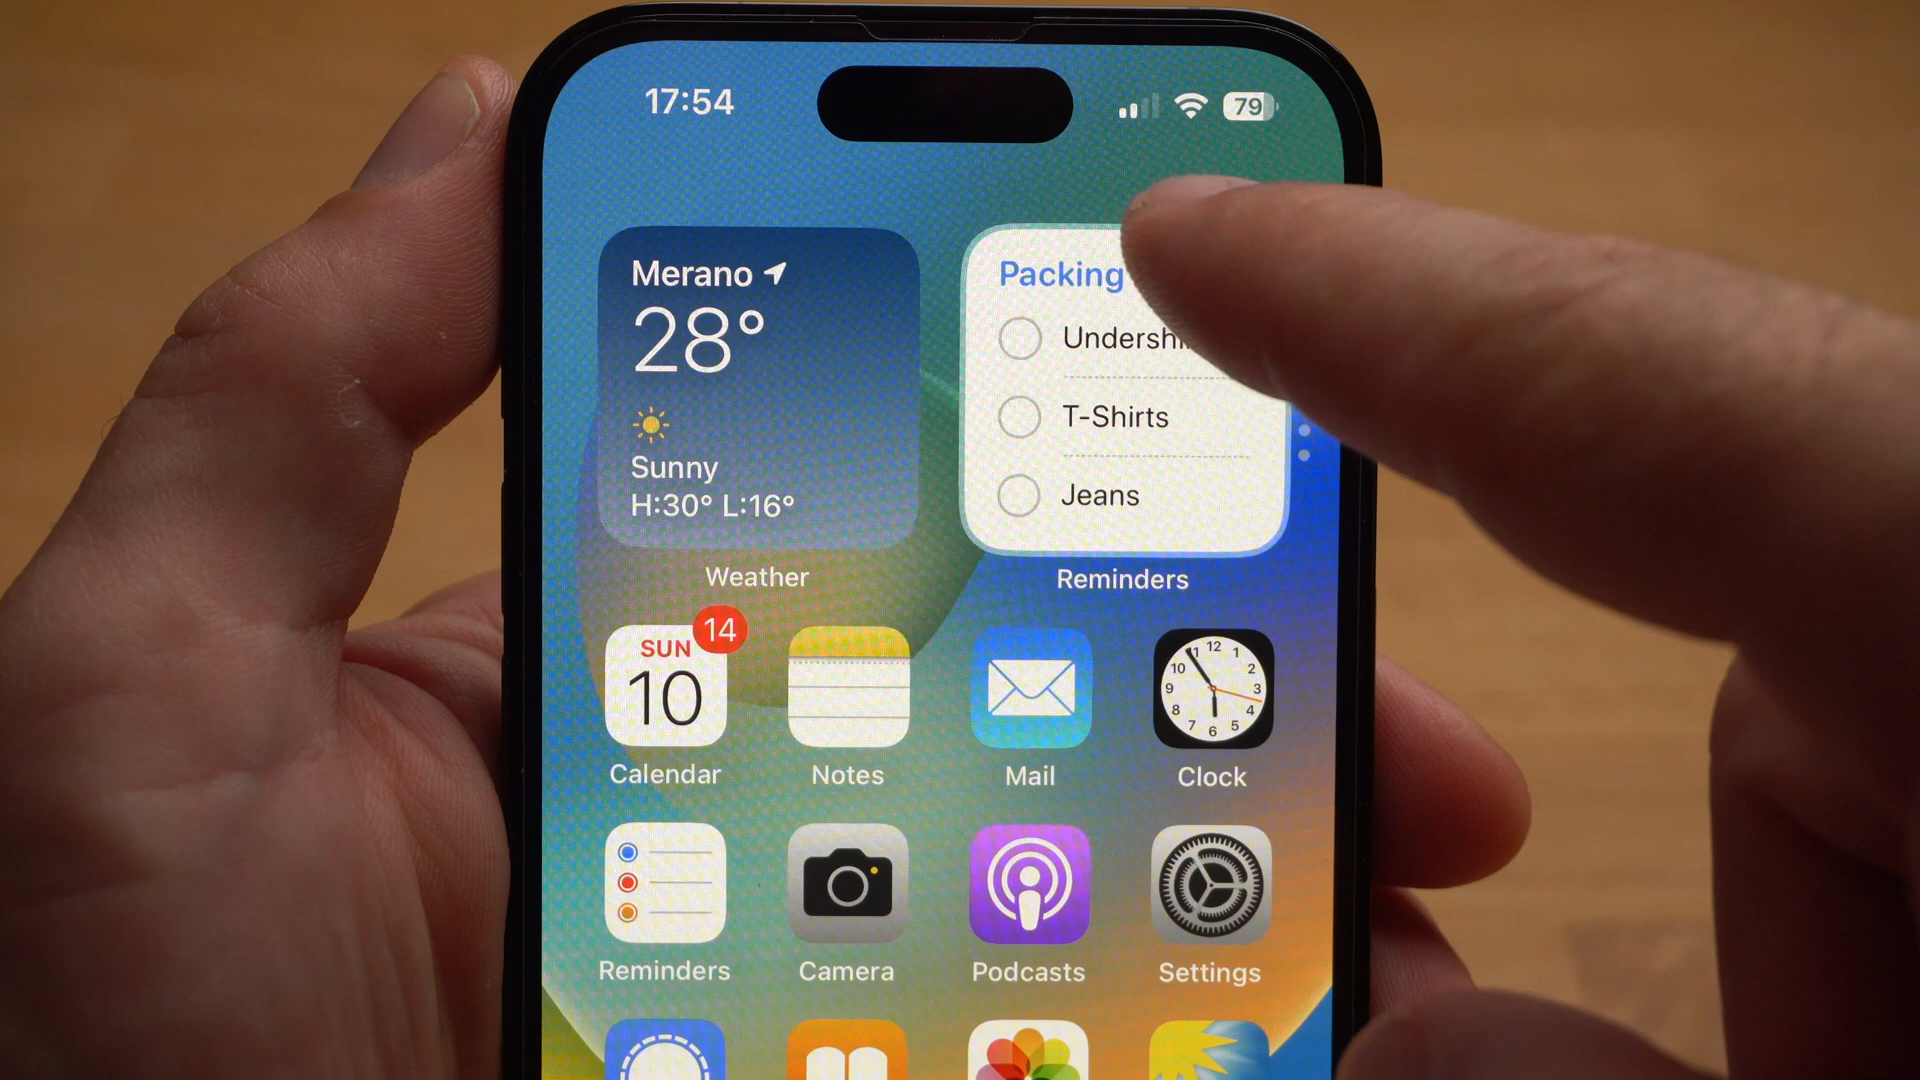 17:54
79
Merano
28°
Sunny
H:30° L:16°
Weather
Packing
T-Shirts
Jeans
Reminders
SUN
10
14
Calendar
Notes
Mail
12
1
2
3
4
5
6
7
8
9
10
11
Clock
Reminders
Camera
Podcasts
Settings